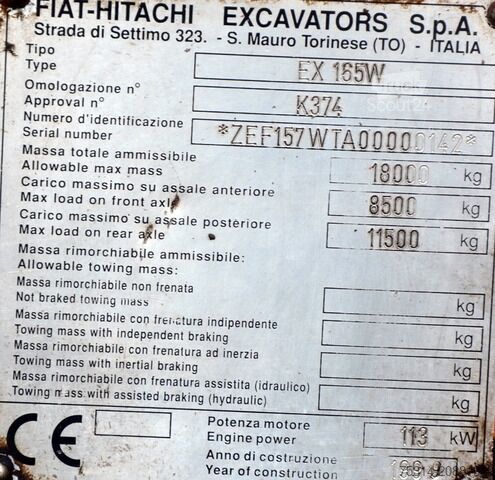 FIAT-HITACHI EXCAVATORS S.p.A.
Strada di Settimo 323. - S. Mauro Torinese (TO) - ITALIA
Tipo
Type
EX 165W
Omologazione n°
Approval n°
K374
Numero d'identificazione
Serial number
*ZEF157WTA00000142*
Massa totale ammissibile
Allowable max mass
18000 kg
Carico massimo su assale anteriore
Max load on front axle
8500 kg
Carico massimo su assale posteriore
Max load on rear axle
11500 kg
Massa rimorchiabile ammissibile:
Allowable towing mass:
Massa rimorchiabile non frenata
Not braked towing mass
kg
Massa rimorchiabile con frenatura indipendente
Towing mass with independent braking
kg
Massa rimorchiabile con frenatura ad inerzia
Towing mass with inertial braking
kg
Massa rimorchiabile con frenatura assistita (idraulico)
Towing mass with assisted braking (hydraulic)
kg
CE
Potenza motore
Engine power
113 kW
Anno di costruzione
Year of construction